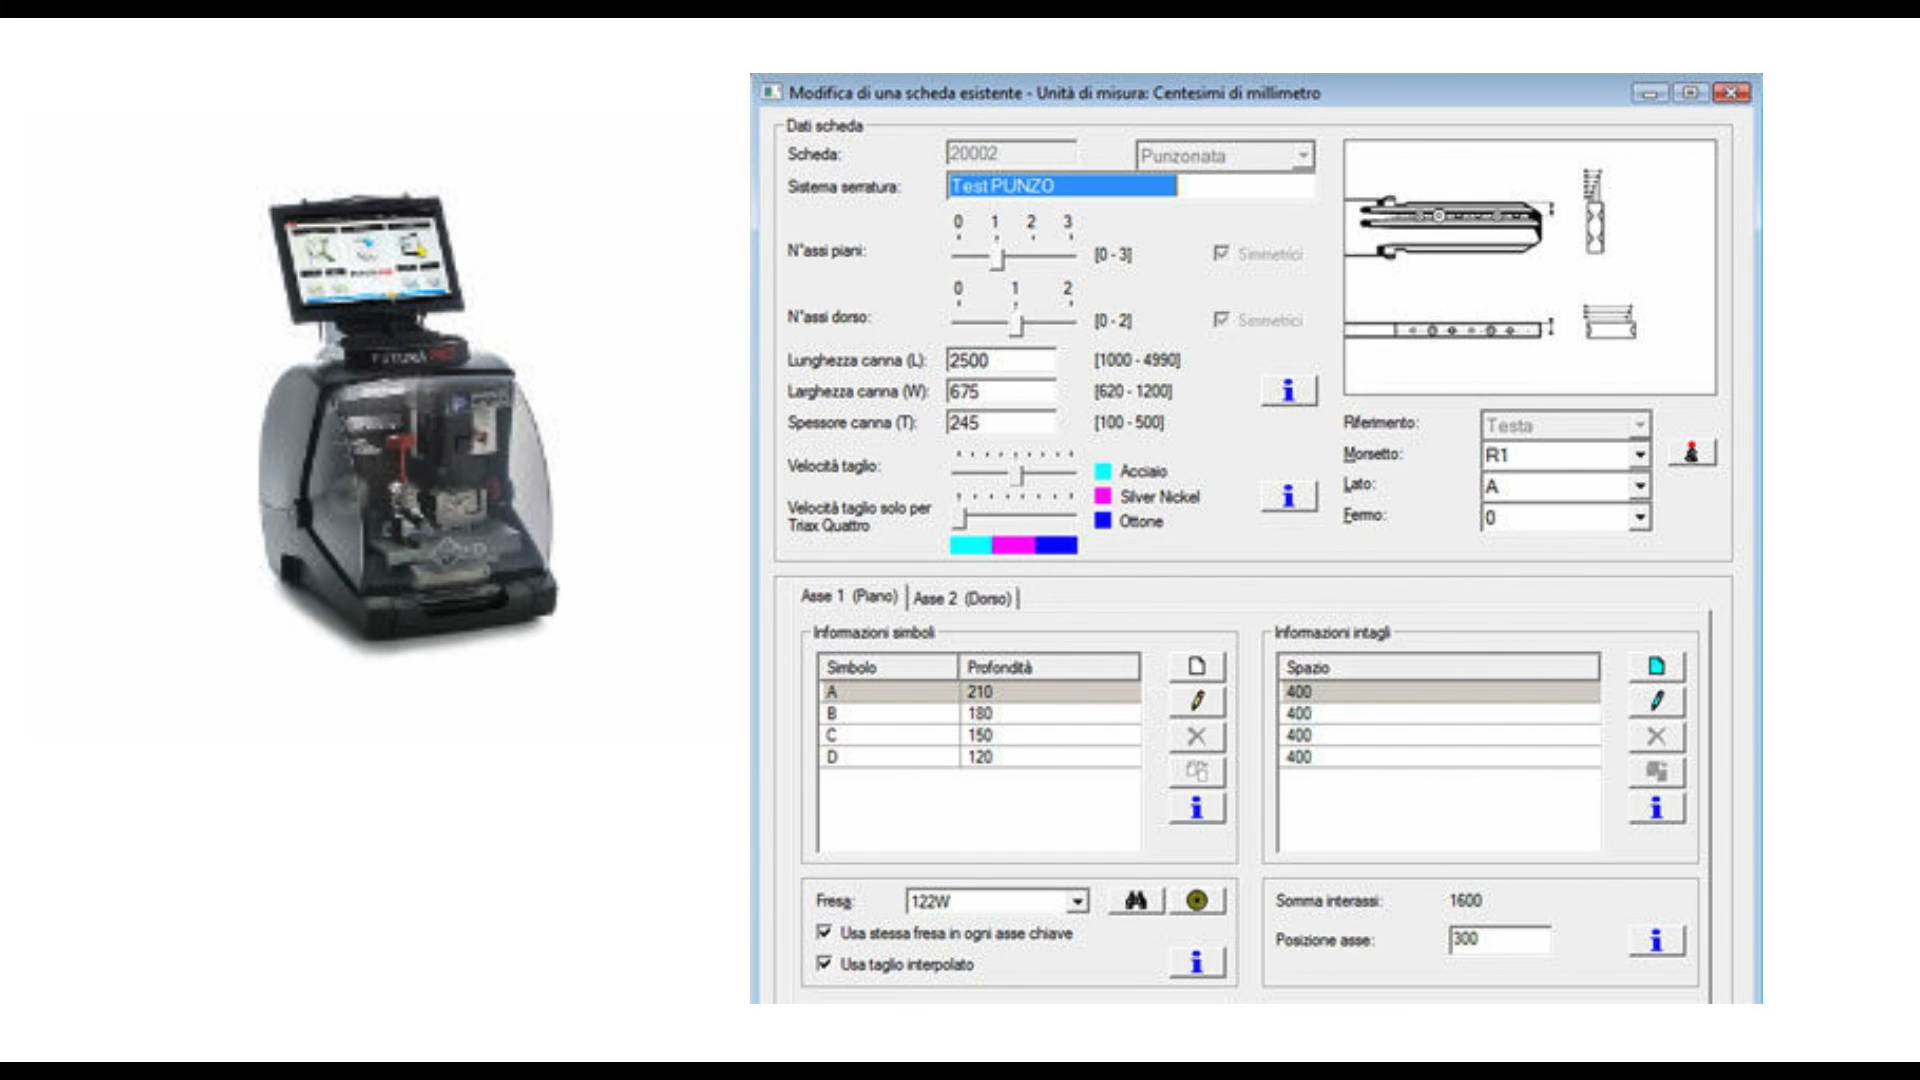 FUTURA PRO
Modifica di una scheda esistente - Unità di misura: Centesimi di millimetro
Dati scheda
Scheda: 20002 Punzonata
Sistema serratura: Test PUNZO
0 1 2 3
N°assi piani: [0 - 3] Simmetrici
0 1 2
N°assi dorso: [0 - 2] Simmetrici
Lunghezza canna (L): 2500 [1000 - 4990]
Larghezza canna (W): 675 [620 - 1200]
Spessore canna (T): 245 [100 - 500]
Velocità taglio:
Velocità taglio solo per
Triax Quattro
Acciaio
Silver Nickel
Ottone
Riferimento: Testa
Morsetto: R1
Lato: A
Fermo: 0
Asse 1 (Piano) Asse 2 (Dorso)
Informazioni simboli
Simbolo Profondità
A 210
B 180
C 150
D 120
Informazioni intagli
Spazio
400
400
400
400
Fresa: 122W
Usa stessa fresa in ogni asse chiave
Usa taglio interpolato
Somma interassi: 1600
Posizione asse: 300